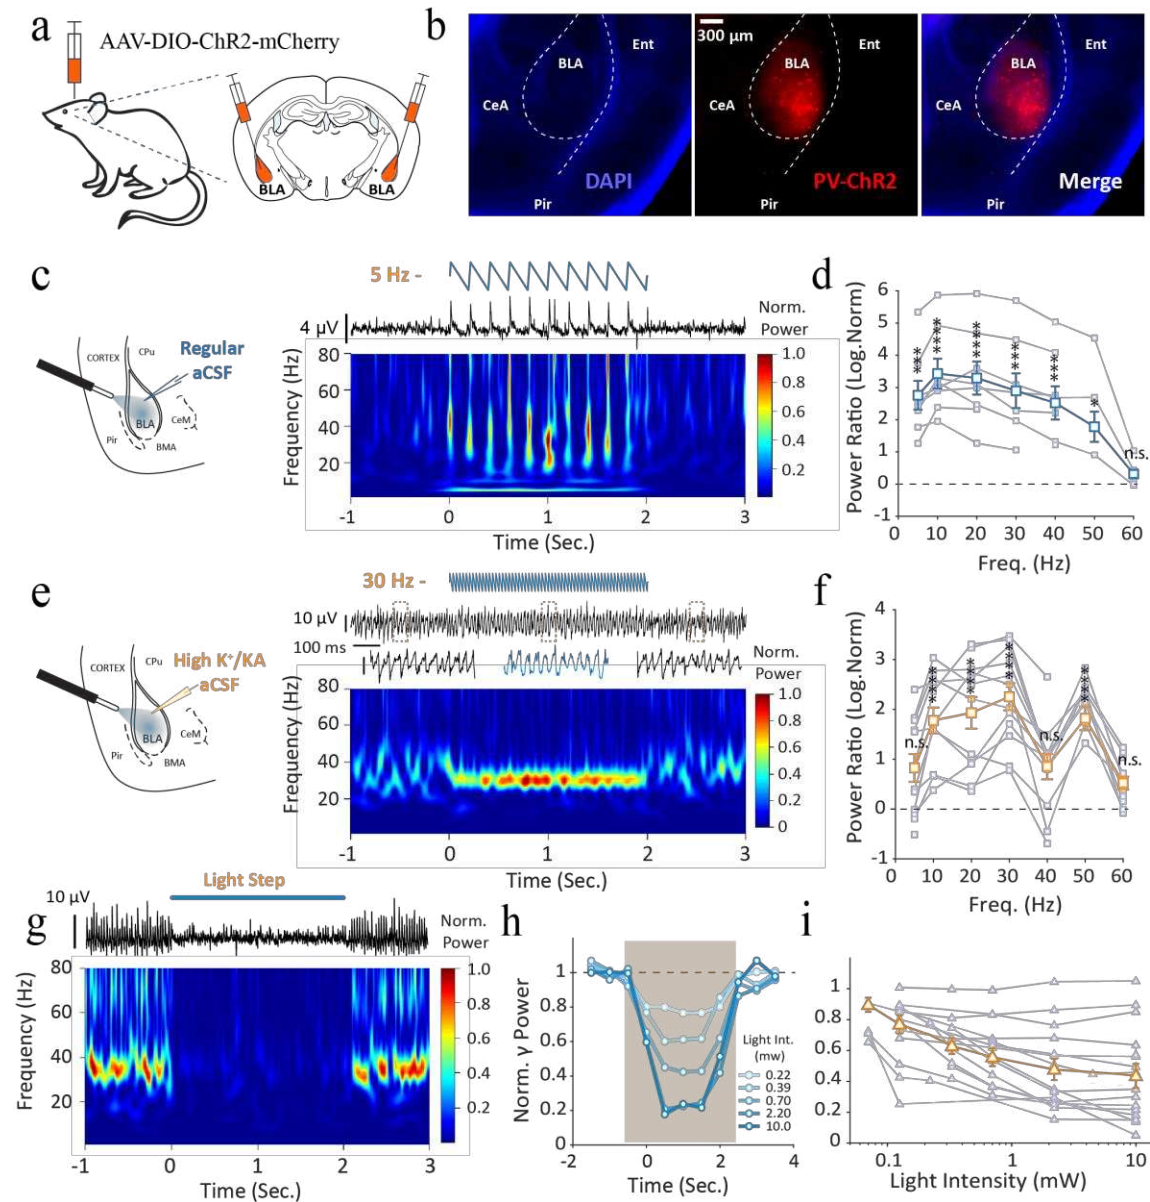 a
AAV-DIO-ChR2-mCherry
BLA
BLA
b
BLA
Ent
CeA
DAPI
Pir
300 µm
BLA
Ent
CeA
PV-ChR2
Pir
BLA
Ent
CeA
Merge
Pir
c
CORTEX
CPu
Regular
aCSF
BLA
CeM
Pir
BMA
5 Hz -
4 µV
Norm.
Power
80
60
40
20
Frequency (Hz)
1.0
0.8
0.6
0.4
0.2
-1
0
1
2
3
Time (Sec.)
d
6
5
4
3
2
1
0
-1
Power Ratio (Log.Norm)
***
****
****
****
***
*
n.s.
10
20
30
40
50
60
Freq. (Hz)
e
CORTEX
CPu
High K⁺/KA
aCSF
BLA
CeM
Pir
BMA
30 Hz -
10 µV
100 ms
Norm.
Power
80
60
40
20
Frequency (Hz)
1.0
0.8
0.6
0.4
0.2
0
-1
0
1
2
3
Time (Sec.)
f
4
3
2
1
0
-1
Power Ratio (Log.Norm)
n.s.
****
****
****
n.s.
****
n.s.
10
20
30
40
50
60
Freq. (Hz)
g
Light Step
10 µV
Norm.
Power
80
60
40
20
Frequency (Hz)
1.0
0.8
0.6
0.4
0.2
-1
0
1
2
3
Time (Sec.)
h
1
0.8
0.6
0.4
0.2
0
Norm. γ Power
Light Int.
(mw)
0.22
0.39
0.70
2.20
10.0
-2
0
2
4
Time (Sec.)
i
1
0.8
0.6
0.4
0.2
0
0.1
1
10
Light Intensity (mW)